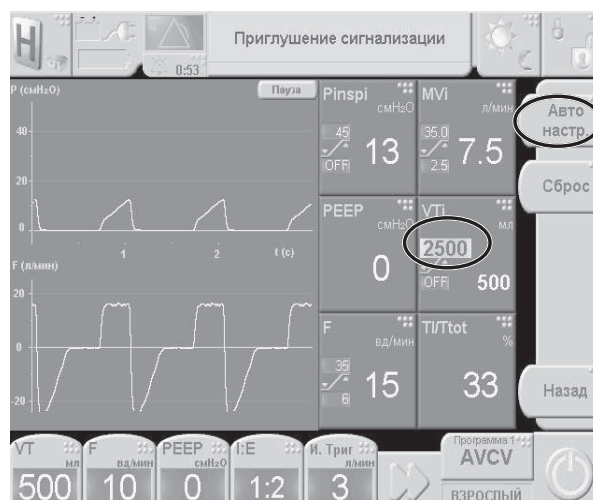 H
Приглушение сигнализации
0:53
P (смH2O)
Пауза
40
20
0
1
2
t (с)
F (л/мин)
20
0
-20
Pinspi
смH2O
45
OFF
13
MVi
л/мин
35.0
2.5
7.5
PEEP
смH2O
0
VTi
мл
2500
OFF
500
F
вд/мин
35
6
15
TI/Ttot
%
33
Авто
настр.
Сброс
Назад
VT
мл
500
F
вд/мин
10
PEEP
смH2O
0
I:E
1:2
И. Триг
л/мин
3
Программа 1
AVCV
ВЗРОСЛЫЙ